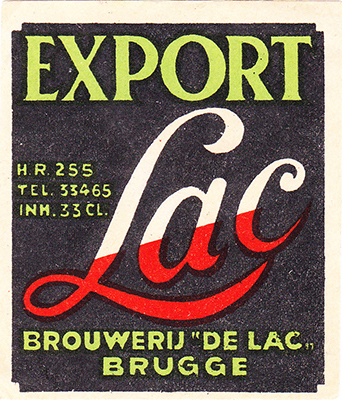 EXPORT
Lac
H.R. 255
TEL. 33465
INH. 33 CL.
BROUWERIJ "DE LAC„
BRUGGE